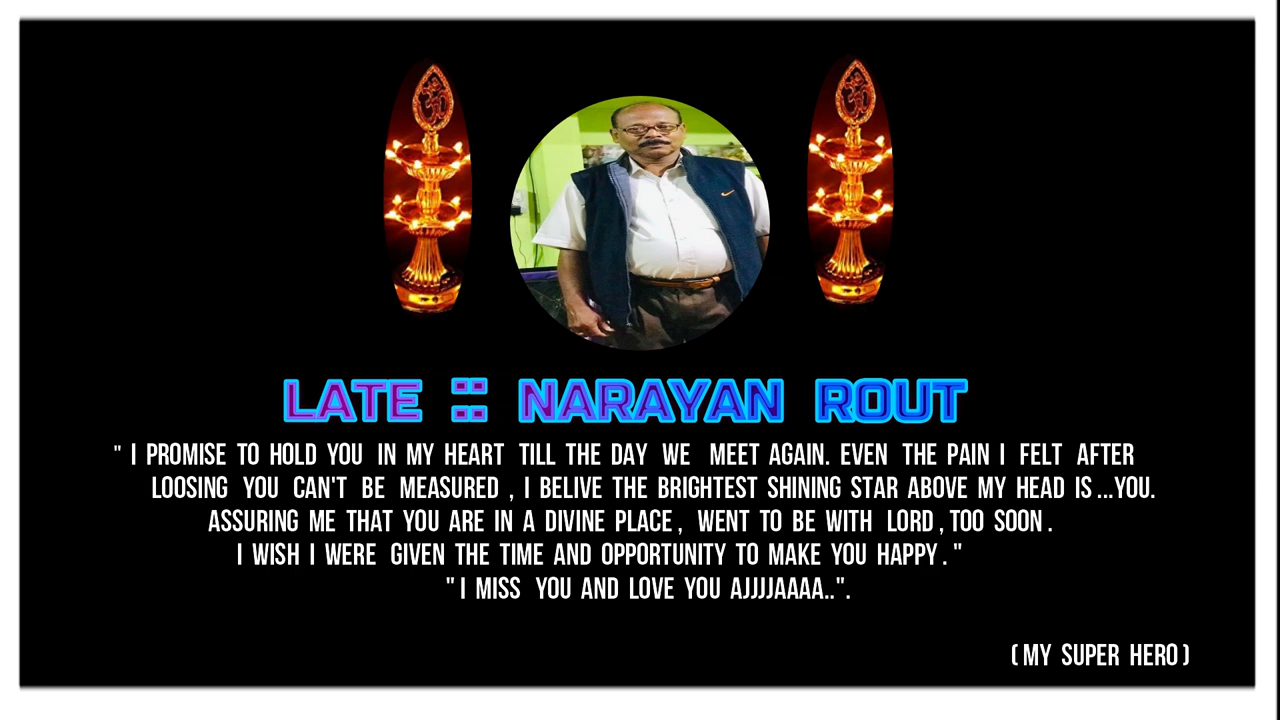 LATE :: NARAYAN ROUT
" I PROMISE TO HOLD YOU IN MY HEART TILL THE DAY WE MEET AGAIN. EVEN THE PAIN I FELT AFTER
LOOSING YOU CAN'T BE MEASURED , I BELIVE THE BRIGHTEST SHINING STAR ABOVE MY HEAD IS ...YOU.
ASSURING ME THAT YOU ARE IN A DIVINE PLACE , WENT TO BE WITH LORD , TOO SOON .
I WISH I WERE GIVEN THE TIME AND OPPORTUNITY TO MAKE YOU HAPPY . "
" I MISS YOU AND LOVE YOU AJJJJAAAA..".
( MY SUPER HERO )